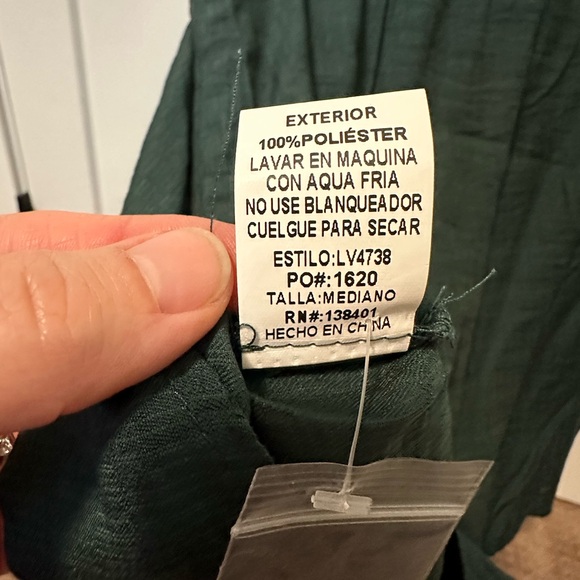 EXTERIOR
100%POLIÉSTER
LAVAR EN MAQUINA
CON AQUA FRIA
NO USE BLANQUEADOR
CUELGUE PARA SECAR
ESTILO:LV4738
PO#:1620
TALLA:MEDIANO
RN#:138401
HECHO EN CHINA